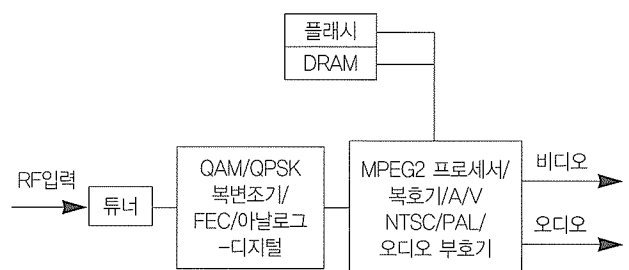 플래시
DRAM
RF입력
튜너
QAM/QPSK
복변조기/
FEC/아날로그
-디지털
MPEG2 프로세서/
복호기/A/V
NTSC/PAL/
오디오 부호기
비디오
오디오